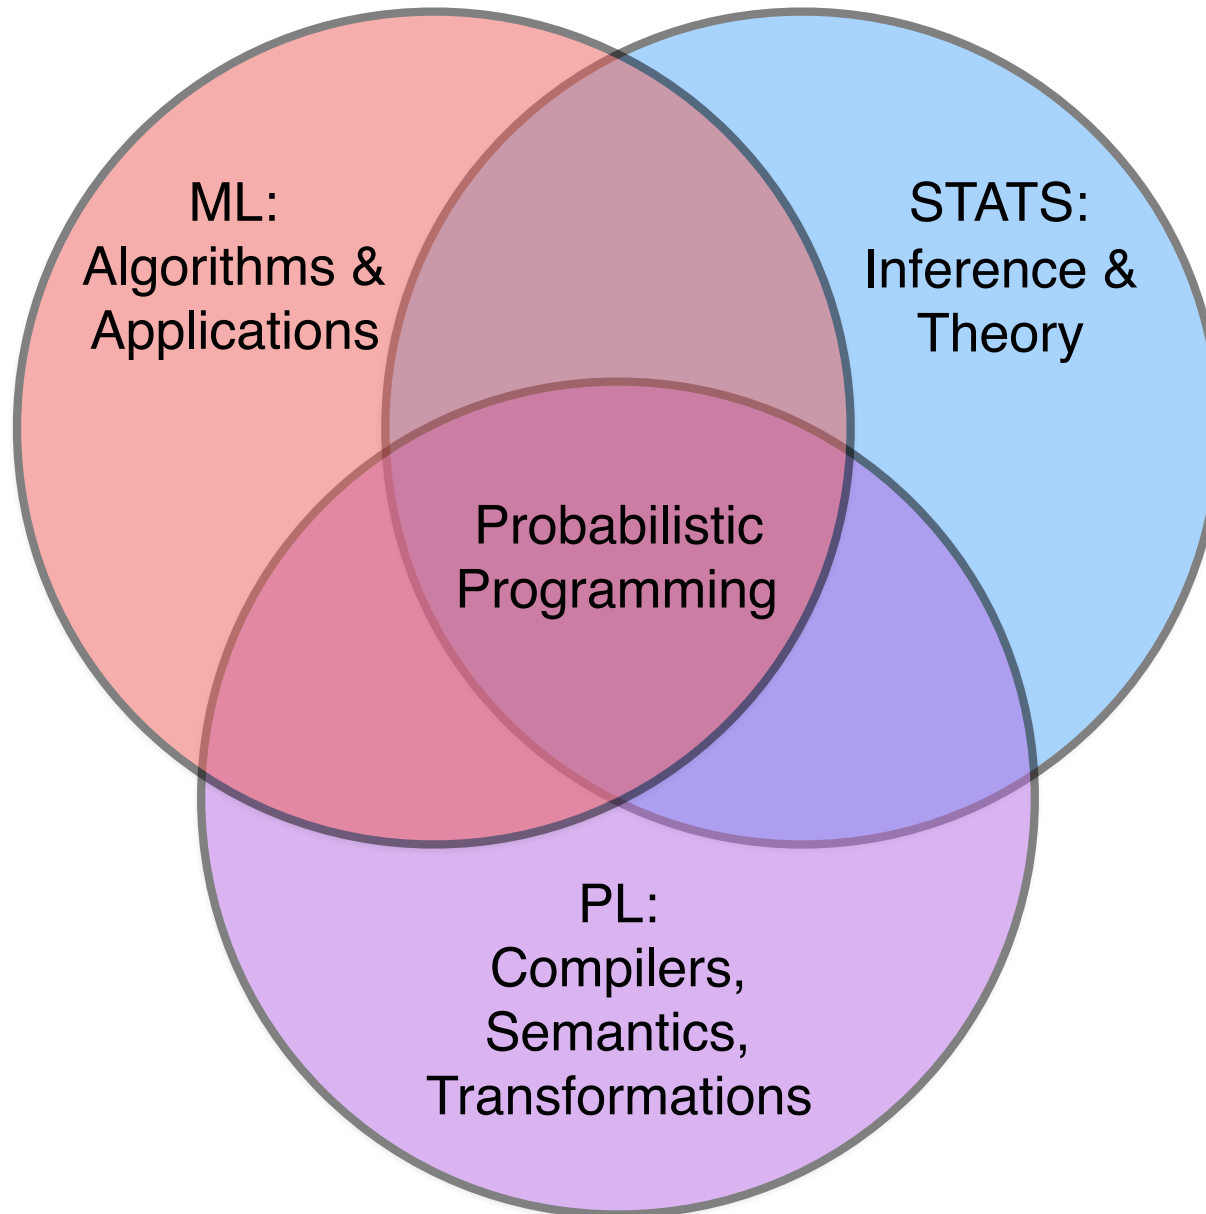 ML:
Algorithms &
Applications
STATS:
Inference &
Theory
Probabilistic
Programming
PL:
Compilers,
Semantics,
Transformations